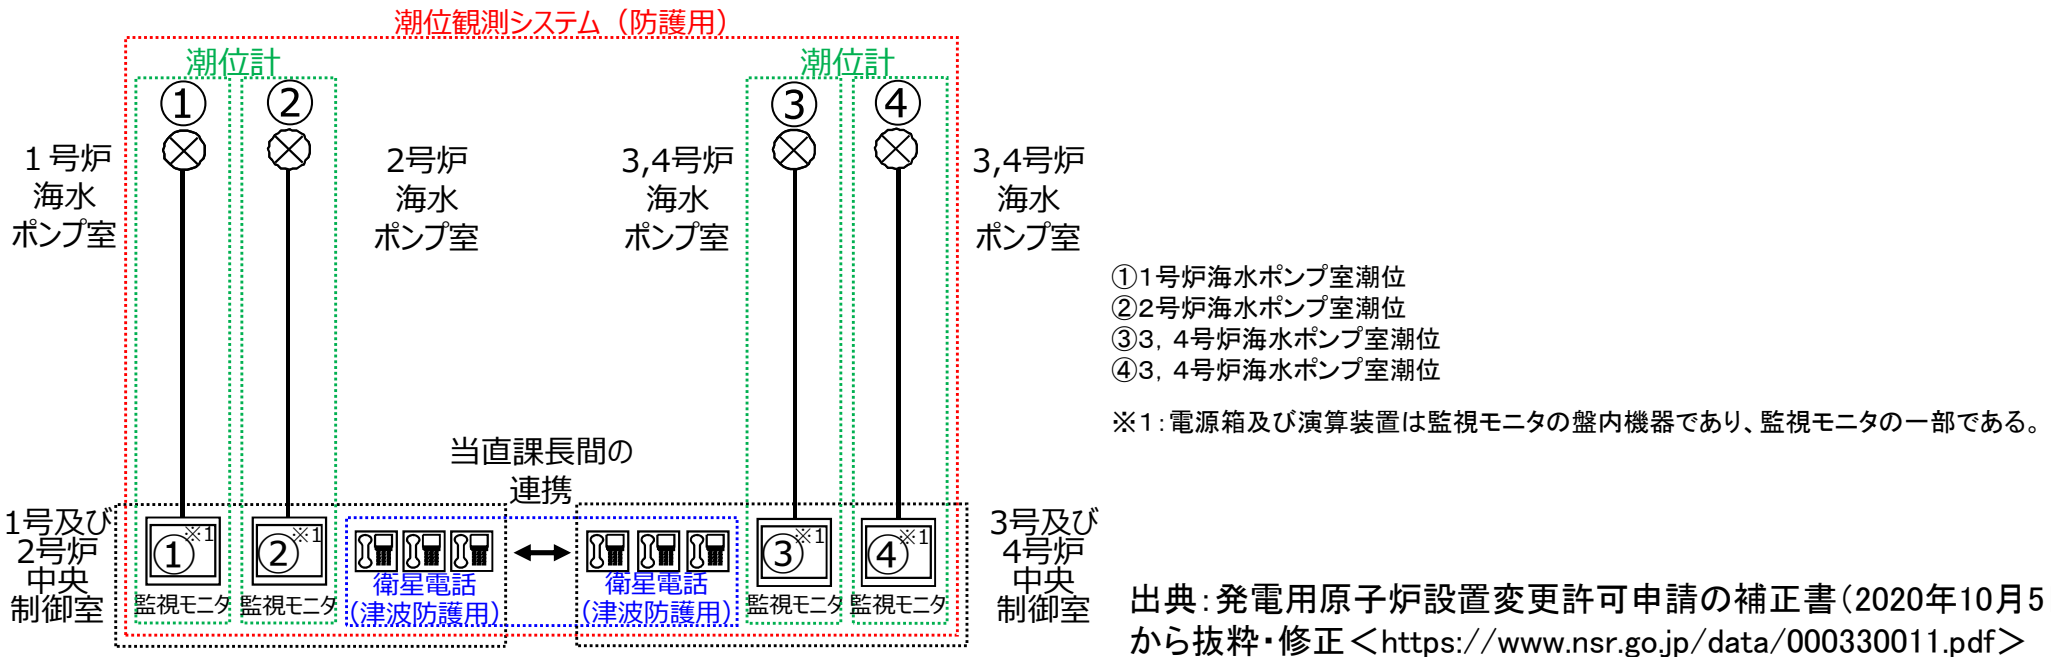 潮位観測システム（防護用）
潮位計
潮位計
①
②
③
④
１号炉
海水
ポンプ室
2号炉
海水
ポンプ室
3,4号炉
海水
ポンプ室
3,4号炉
海水
ポンプ室
①1号炉海水ポンプ室潮位
②2号炉海水ポンプ室潮位
③3，4号炉海水ポンプ室潮位
④3，4号炉海水ポンプ室潮位
※1：電源箱及び演算装置は監視モニタの盤内機器であり、監視モニタの一部である。
当直課長間の
連携
1号及び
2号炉
中央
制御室
①※1
監視モニタ
②※1
監視モニタ
衛星電話
（津波防護用）
衛星電話
（津波防護用）
③※1
監視モニタ
④※1
監視モニタ
3号及び
4号炉
中央
制御室
出典：発電用原子炉設置変更許可申請の補正書（2020年10月5
から抜粋・修正＜https://www.nsr.go.jp/data/000330011.pdf＞